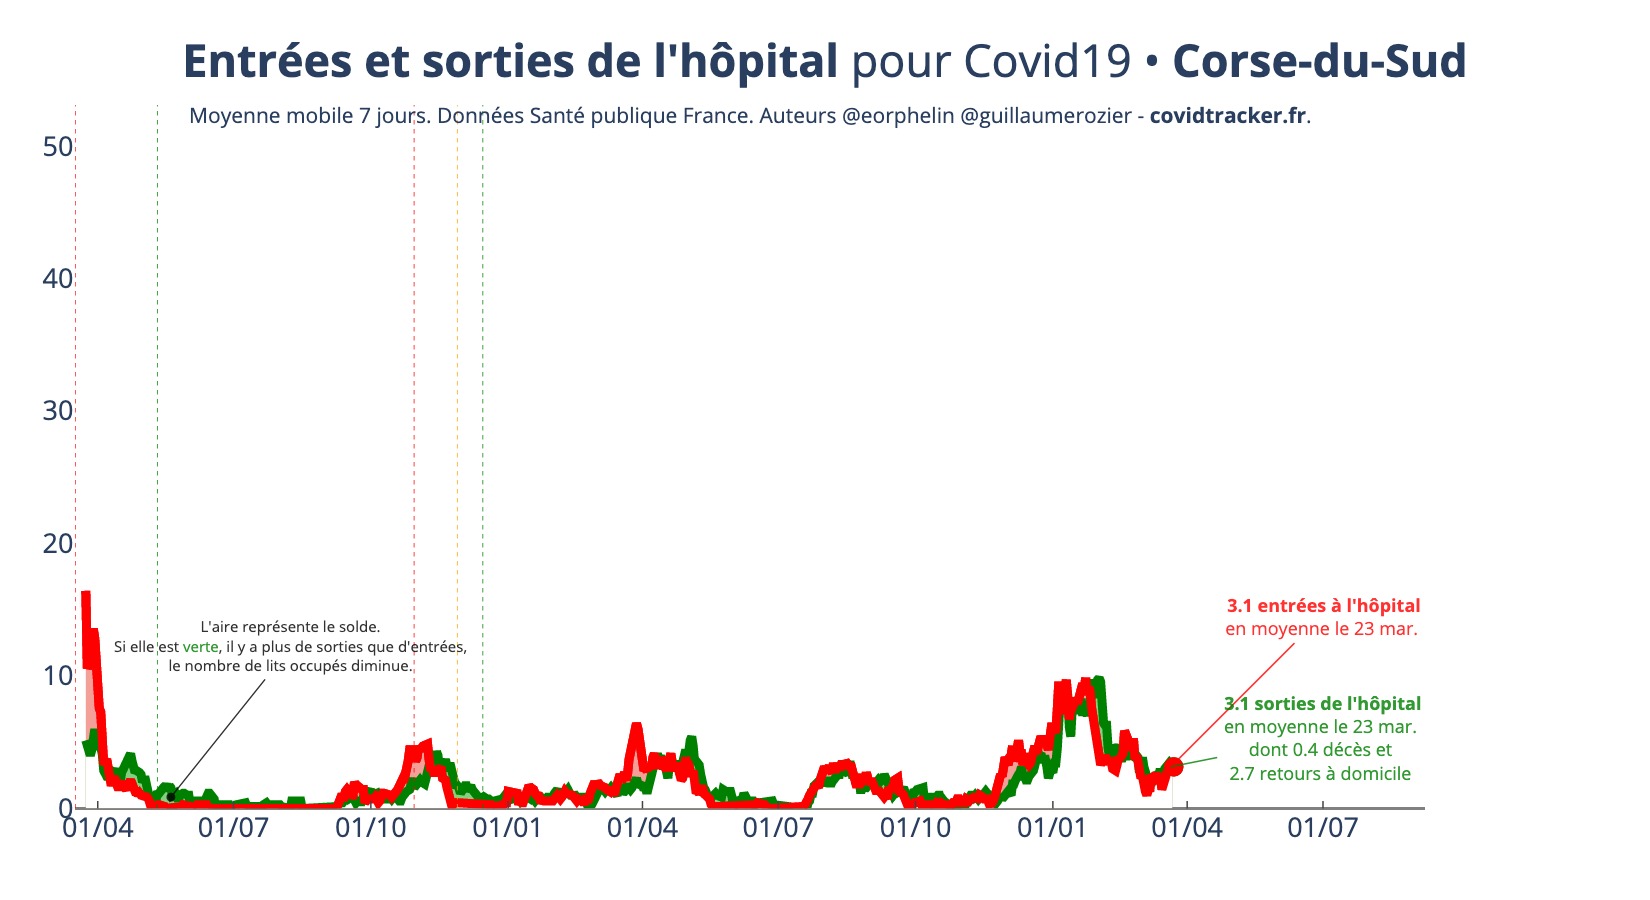 Entrées et sorties de l'hôpital pour Covid19 • Corse-du-Sud
Moyenne mobile 7 jours. Données Santé publique France. Auteurs @eorphelin @guillaumerozier - covidtracker.fr.
50
40
30
20
10
0
L'aire représente le solde.
Si elle est verte, il y a plus de sorties que d'entrées,
le nombre de lits occupés diminue.
3.1 entrées à l'hôpital
en moyenne le 23 mar.
3.1 sorties de l'hôpital
en moyenne le 23 mar.
dont 0.4 décès et
2.7 retours à domicile
01/04 01/07 01/10 01/01 01/04 01/07 01/10 01/01 01/04 01/07